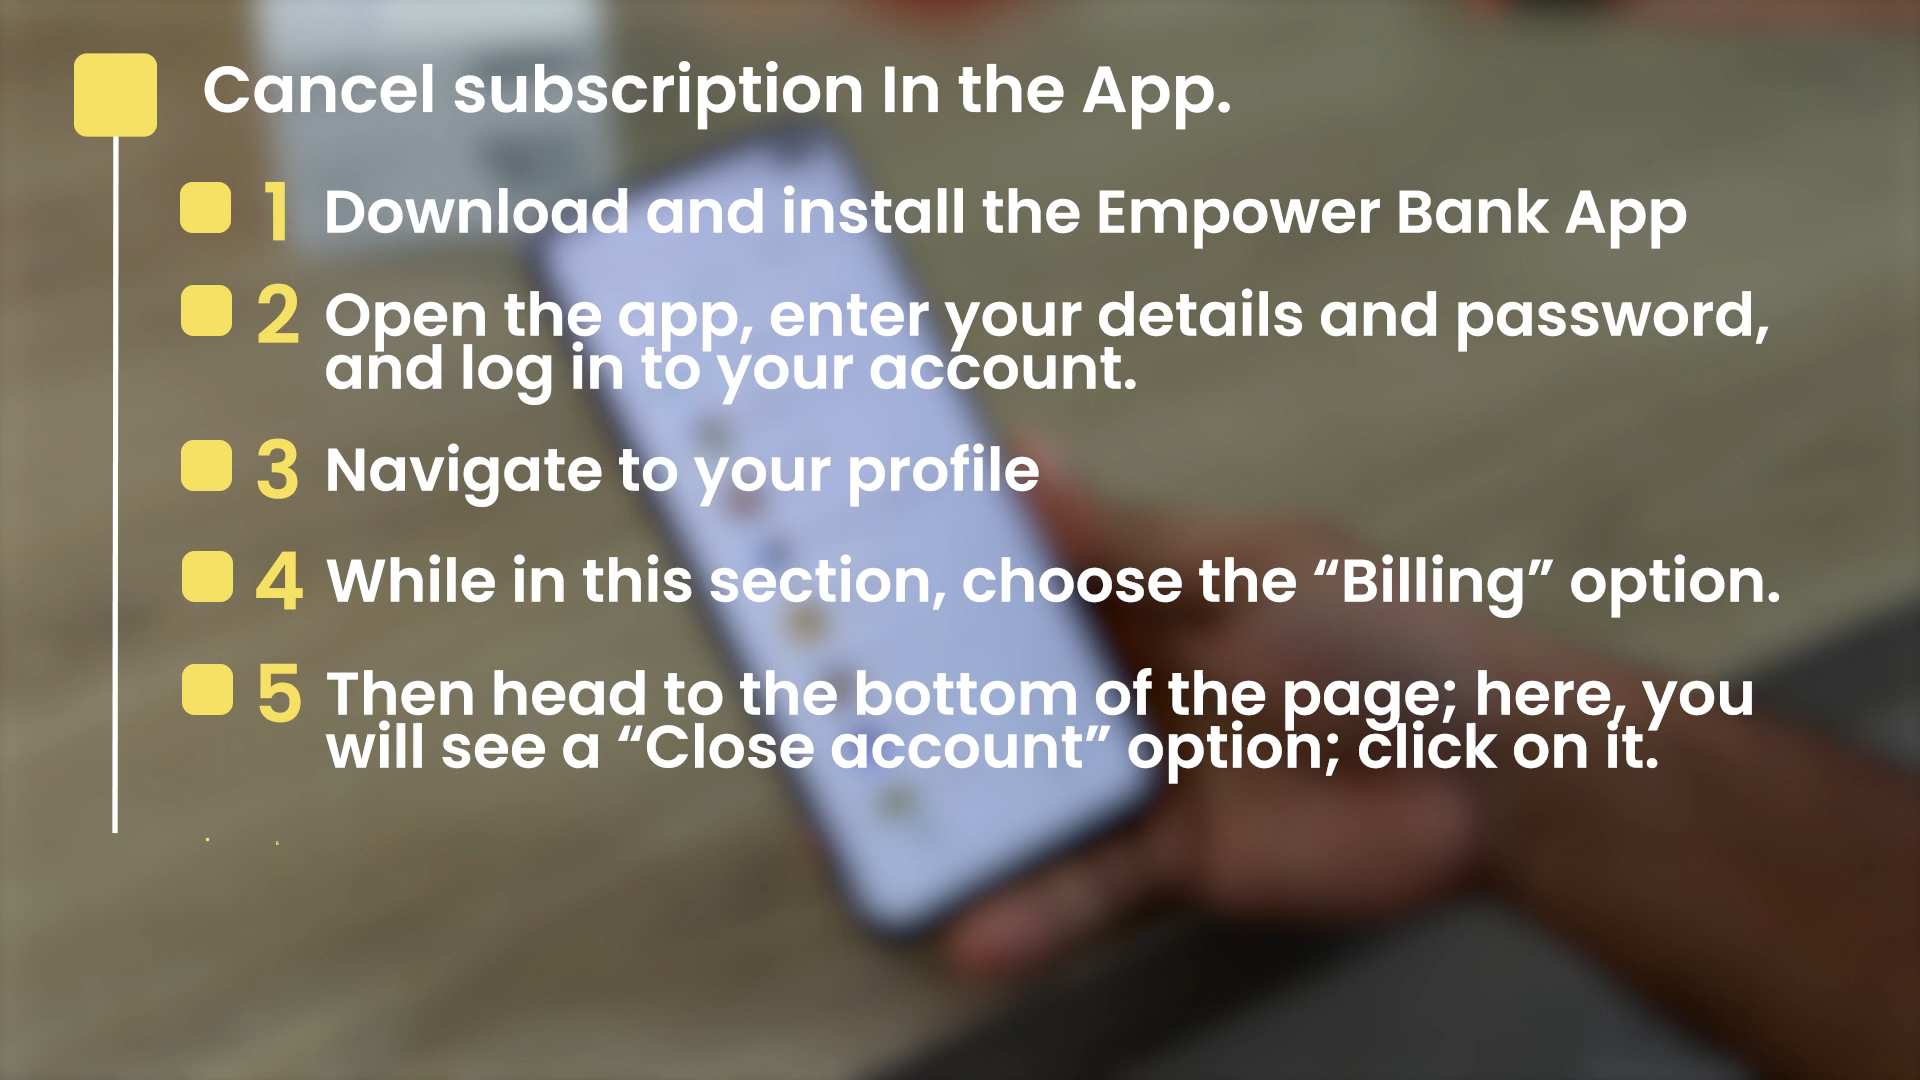 Cancel subscription In the App.
1 Download and install the Empower Bank App
2 Open the app, enter your details and password,
and log in to your account.
3 Navigate to your profile
4 While in this section, choose the “Billing” option.
5 Then head to the bottom of the page; here, you
will see a “Close account” option; click on it.